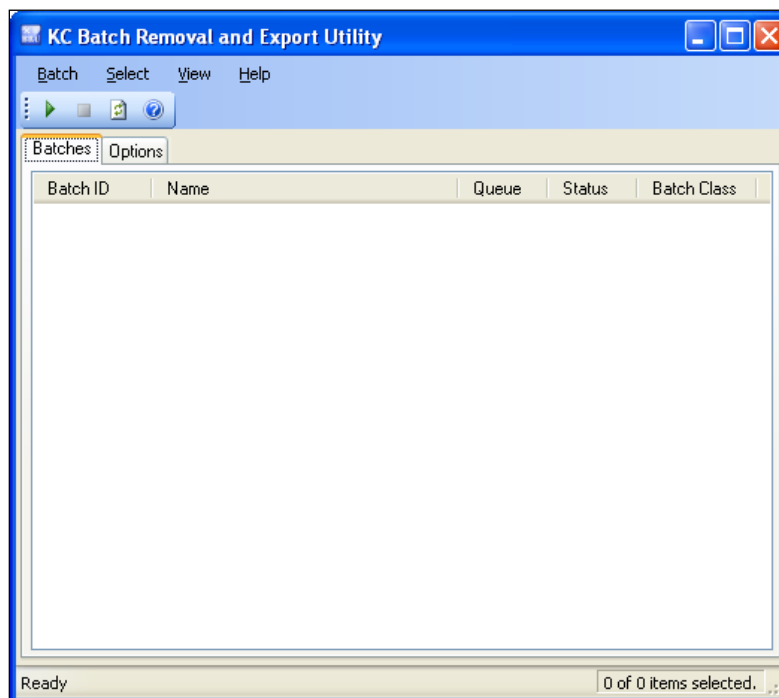 KC Batch Removal and Export Utility
Batch Select View Help
Batches Options
Batch ID Name Queue Status Batch Class
Ready 0 of 0 items selected.